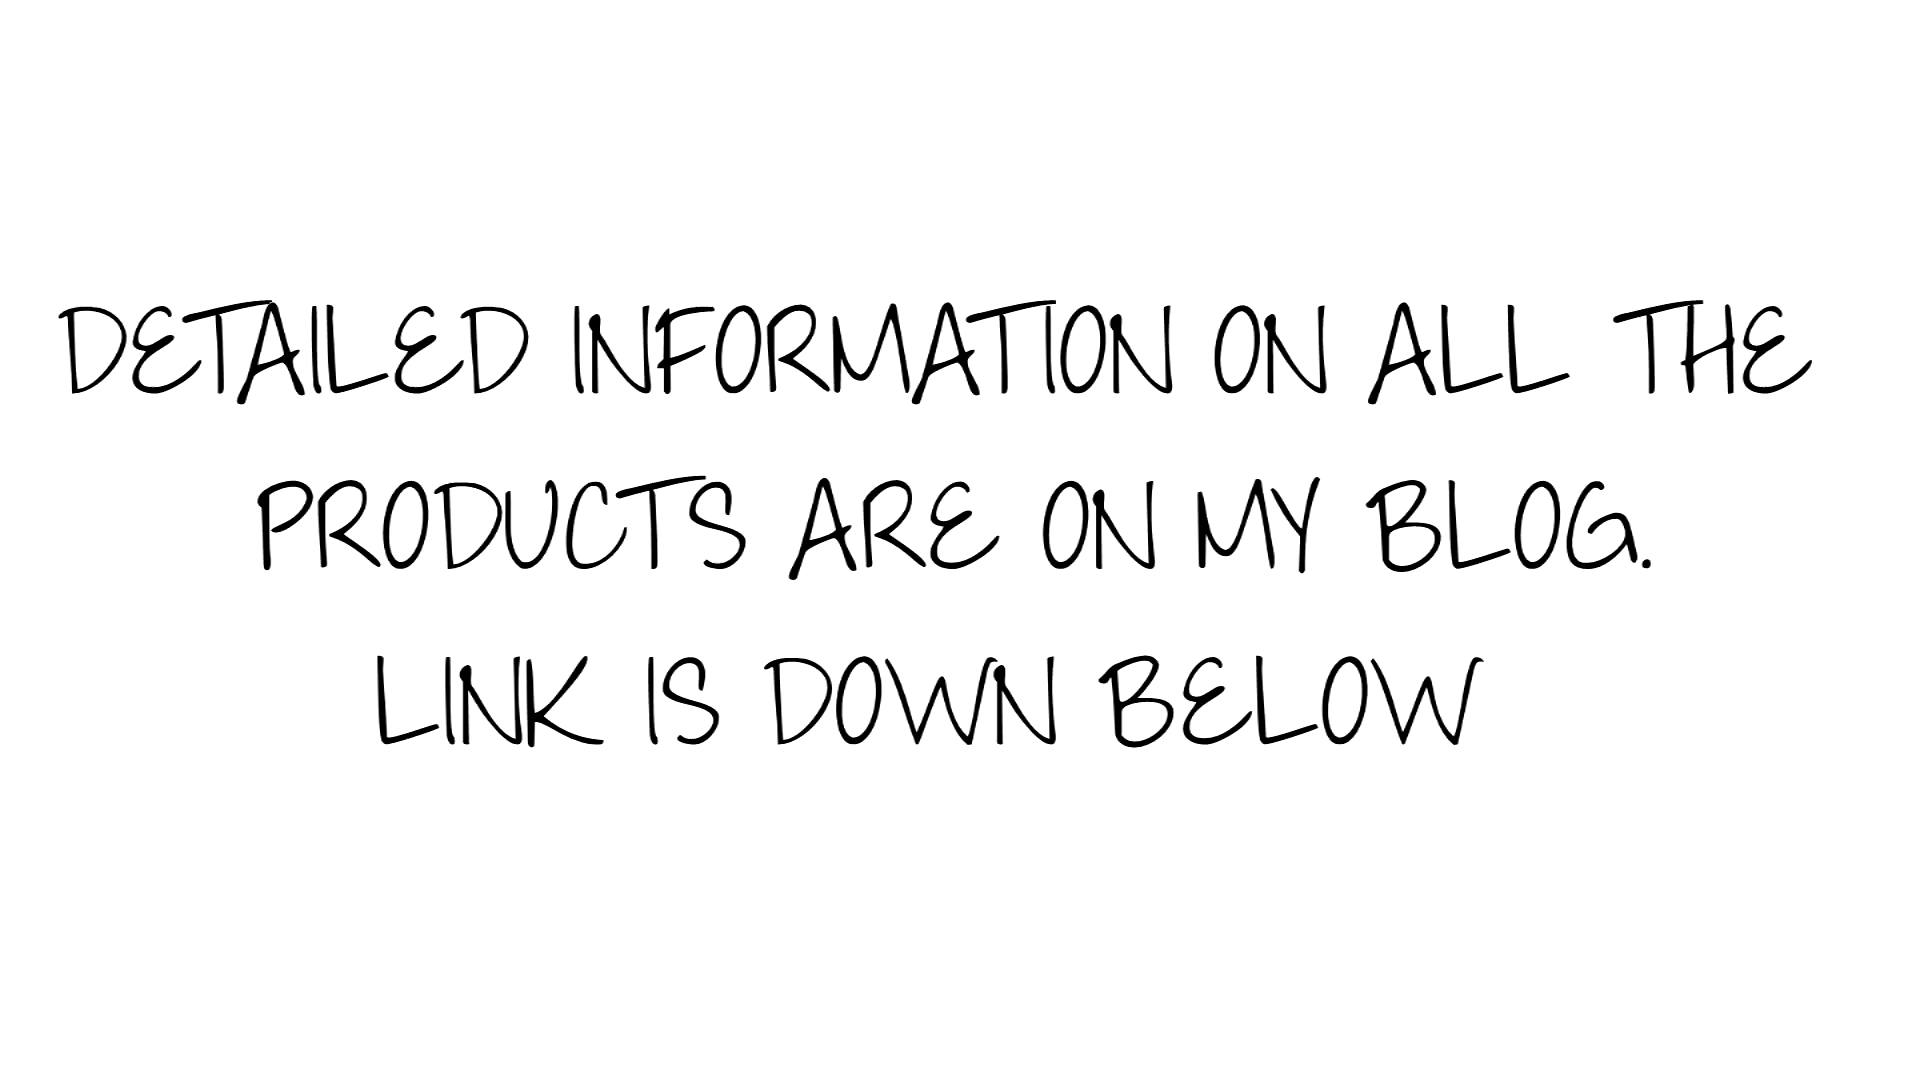 DETAILED INFORMATION ON ALL THE
PRODUCTS ARE ON MY BLOG.
LINK IS DOWN BELOW